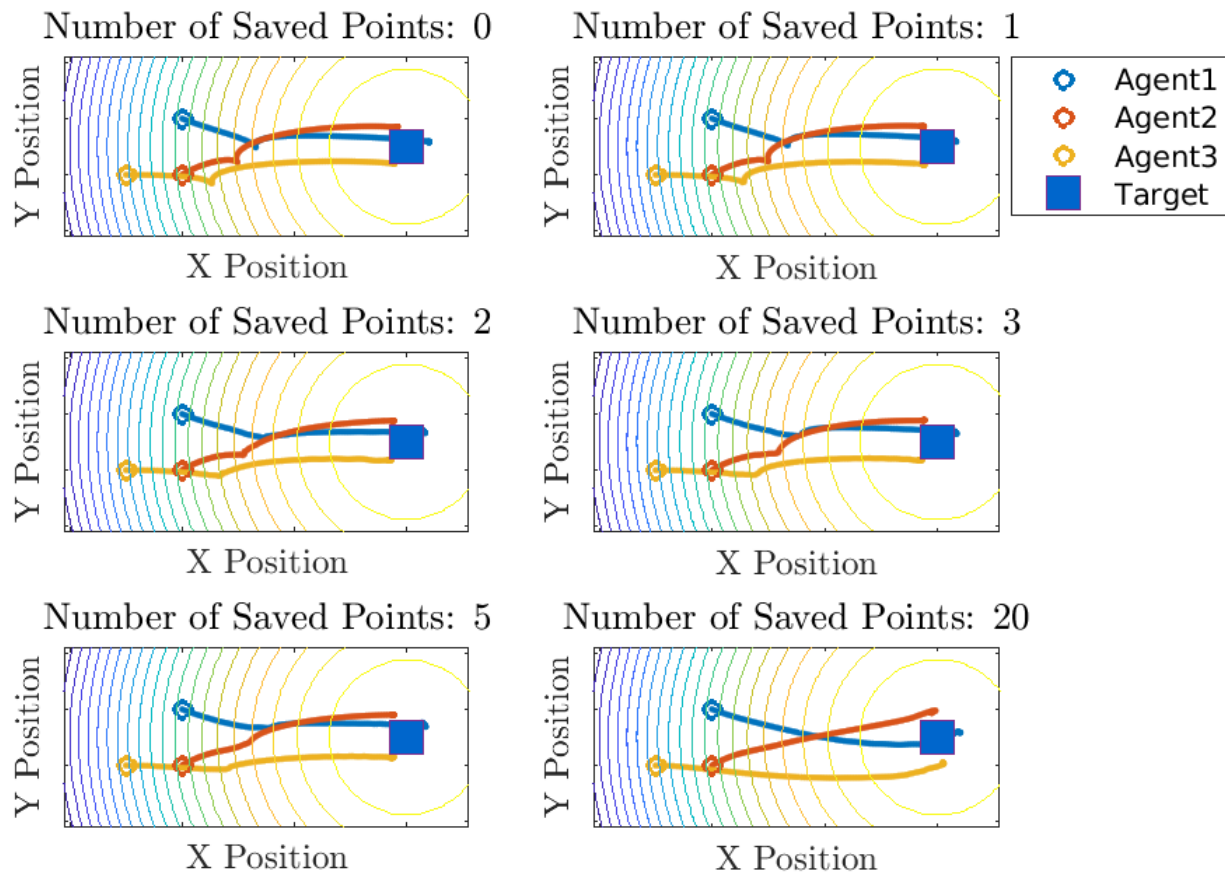 Number of Saved Points: 0
Y Position
X Position
Number of Saved Points: 1
Y Position
X Position
Agent1
Agent2
Agent3
Target
Number of Saved Points: 2
Y Position
X Position
Number of Saved Points: 3
Y Position
X Position
Number of Saved Points: 5
Y Position
X Position
Number of Saved Points: 20
Y Position
X Position